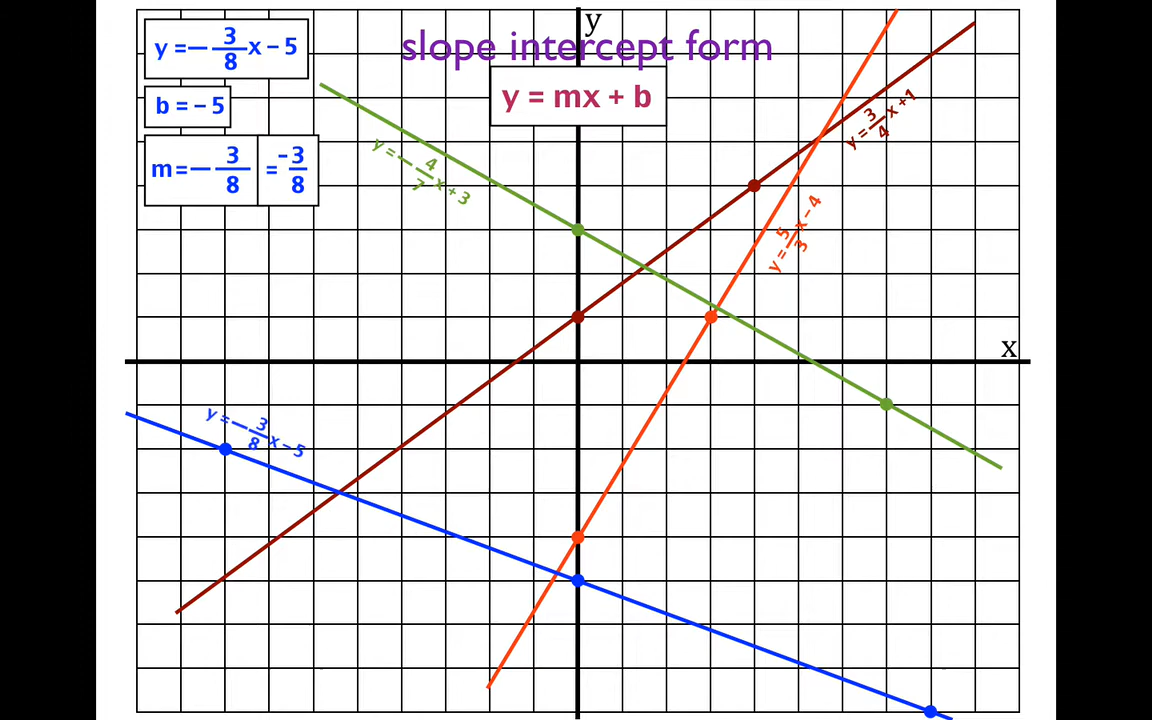 slope intercept form
y = mx + b
y = -3/8 x - 5
b = -5
m = -3/8 = -3/8
y
x
y = -4/7 x + 3
y = 3/4 x + 1
y = 5/3 x - 4
y = -3/8 x - 5